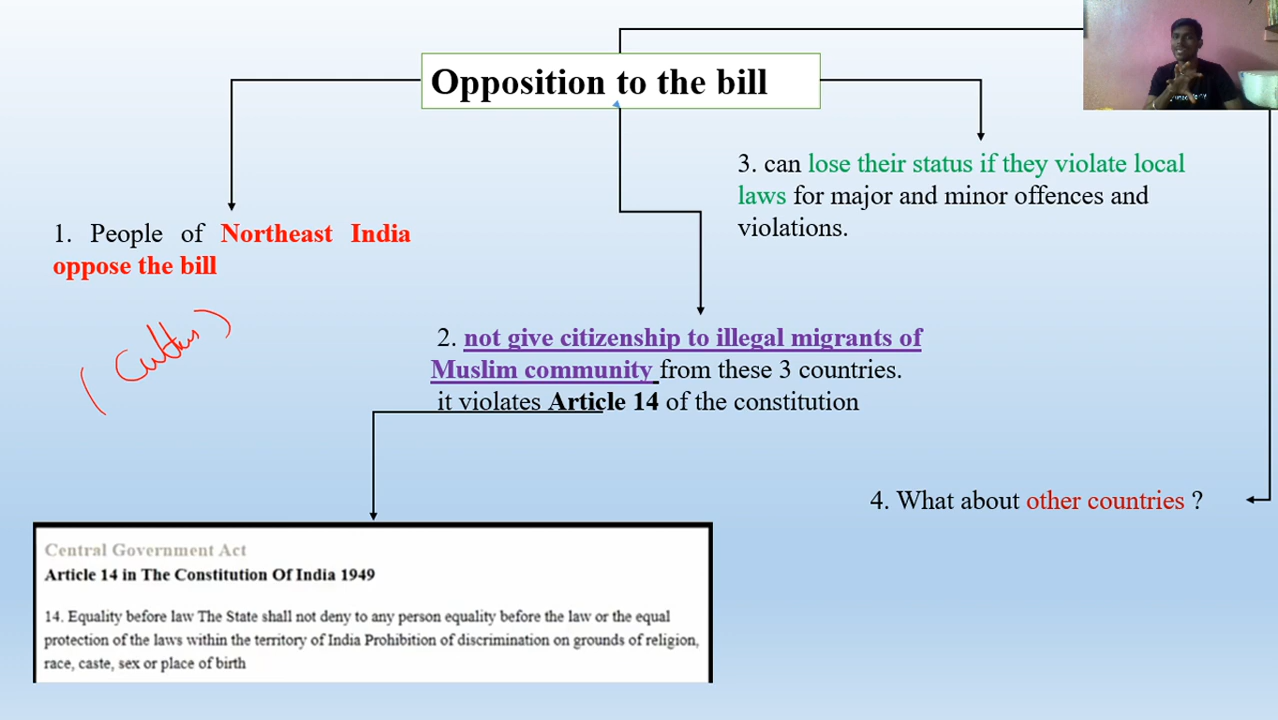 Opposition to the bill
3. can lose their status if they violate local
laws for major and minor offences and
violations.
1. People of Northeast India
oppose the bill
2. not give citizenship to illegal migrants of
Muslim community from these 3 countries.
it violates Article 14 of the constitution
4. What about other countries ?
Central Government Act
Article 14 in The Constitution Of India 1949
14. Equality before law The State shall not deny to any person equality before the law or the equal
protection of the laws within the territory of India Prohibition of discrimination on grounds of religion,
race, caste, sex or place of birth